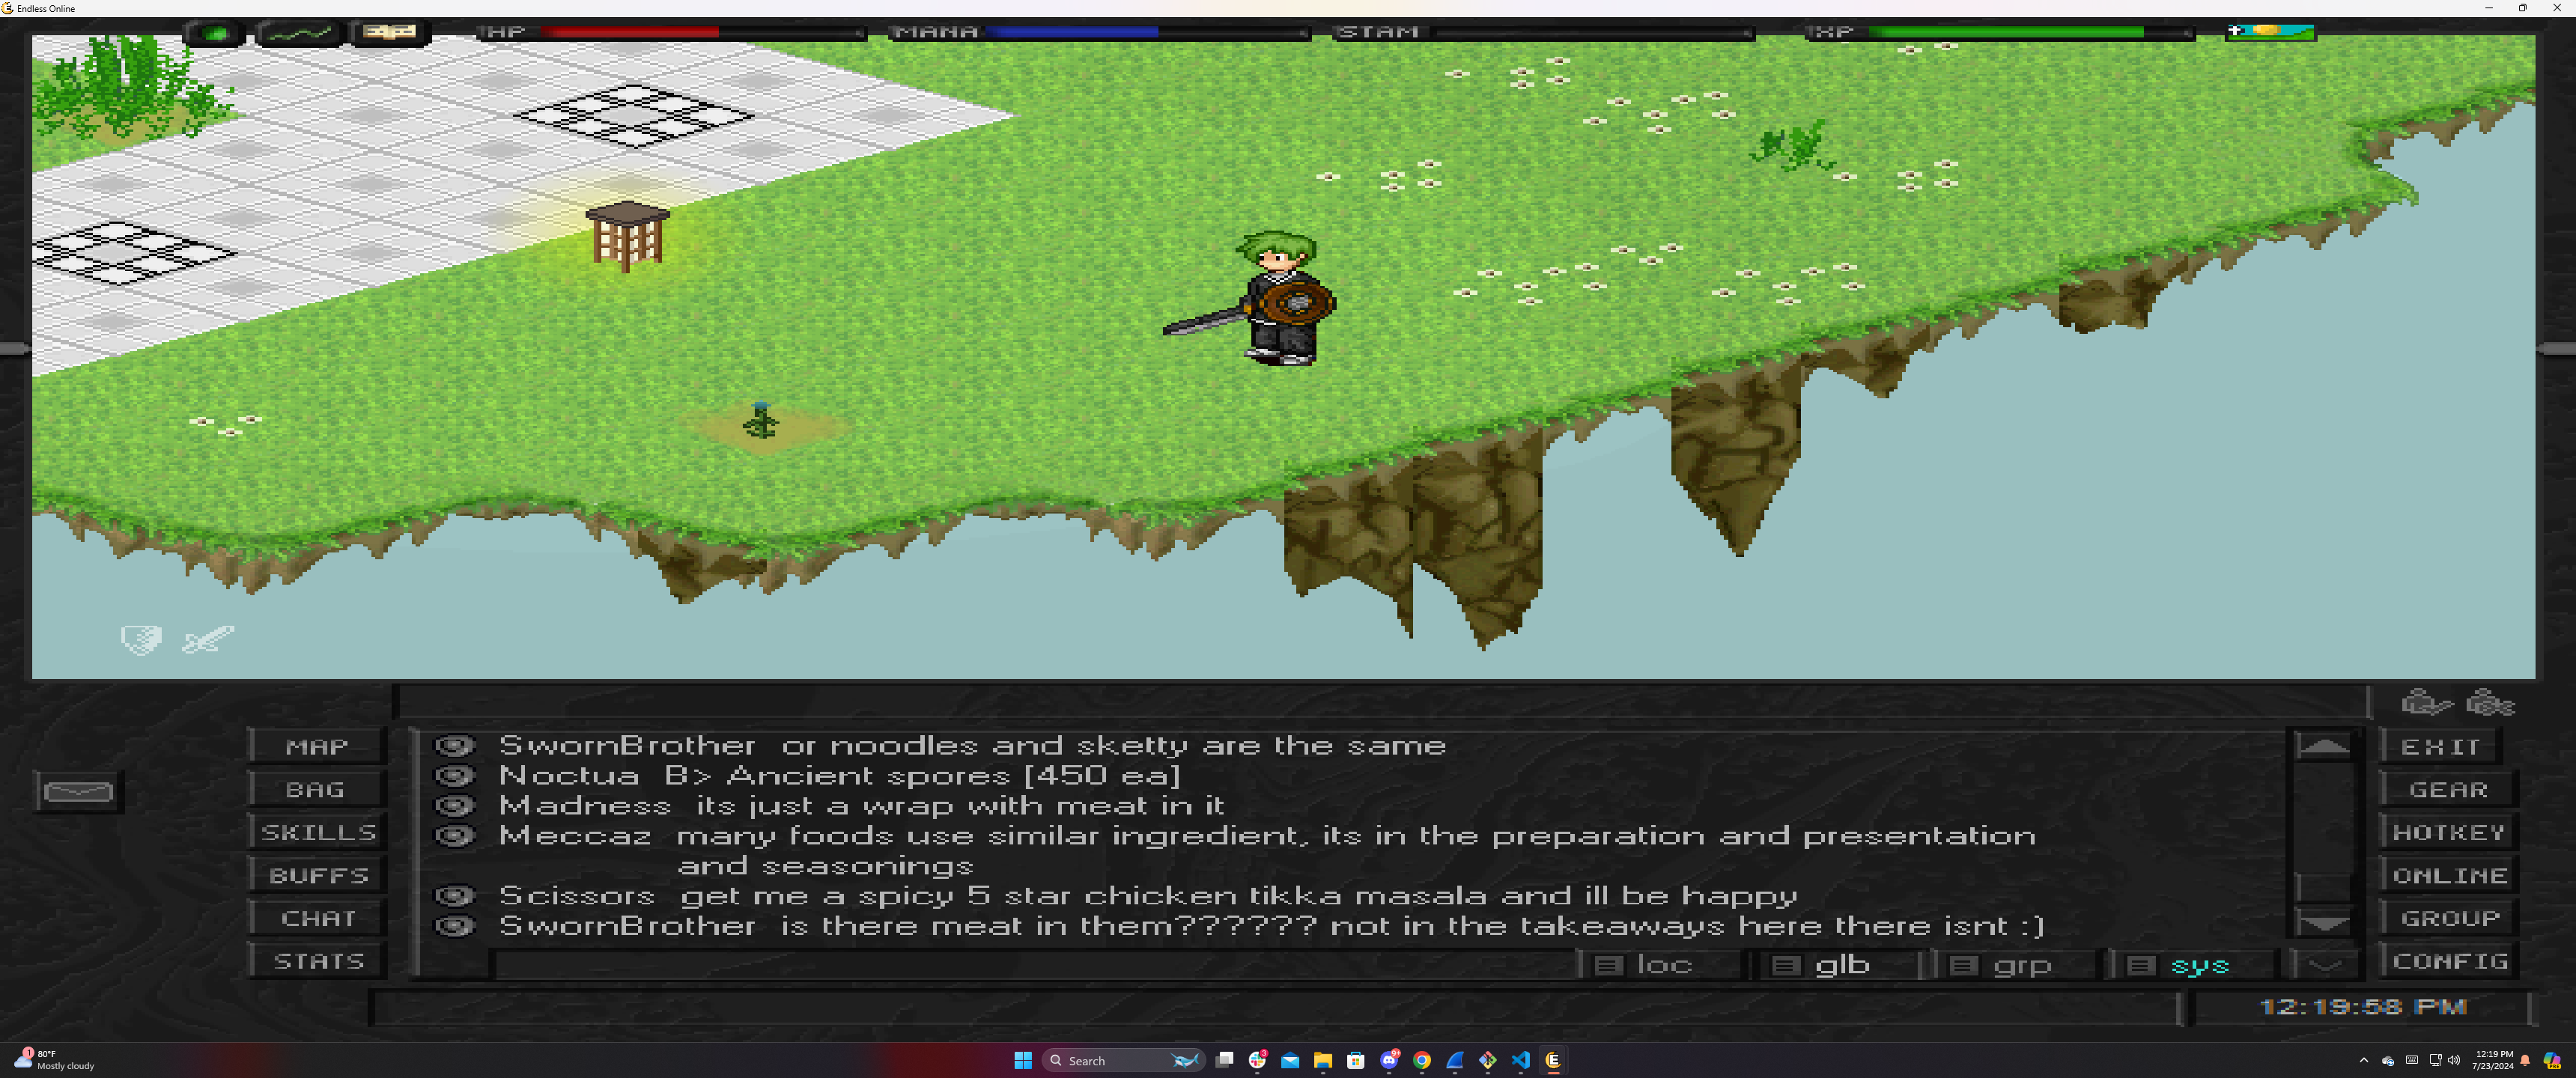 Endless Online
HP
MANA
STAM
XP
MAP
BAG
SKILLS
BUFFS
CHAT
STATS
SwornBrother or noodles and sketty are the same
Noctua B> Ancient spores [450 ea]
Madness its just a wrap with meat in it
Meccaz many foods use similar ingredient, its in the preparation and presentation
and seasonings
Scissors get me a spicy 5 star chicken tikka masala and ill be happy
SwornBrother is there meat in them?????? not in the takeaways here there isnt :)
loc glb grp sys
EXIT
GEAR
HOTKEY
ONLINE
GROUP
CONFIG
12:19:58 PM
1
80°F
Mostly cloudy
Search
3
9+
12:19 PM
7/23/2024